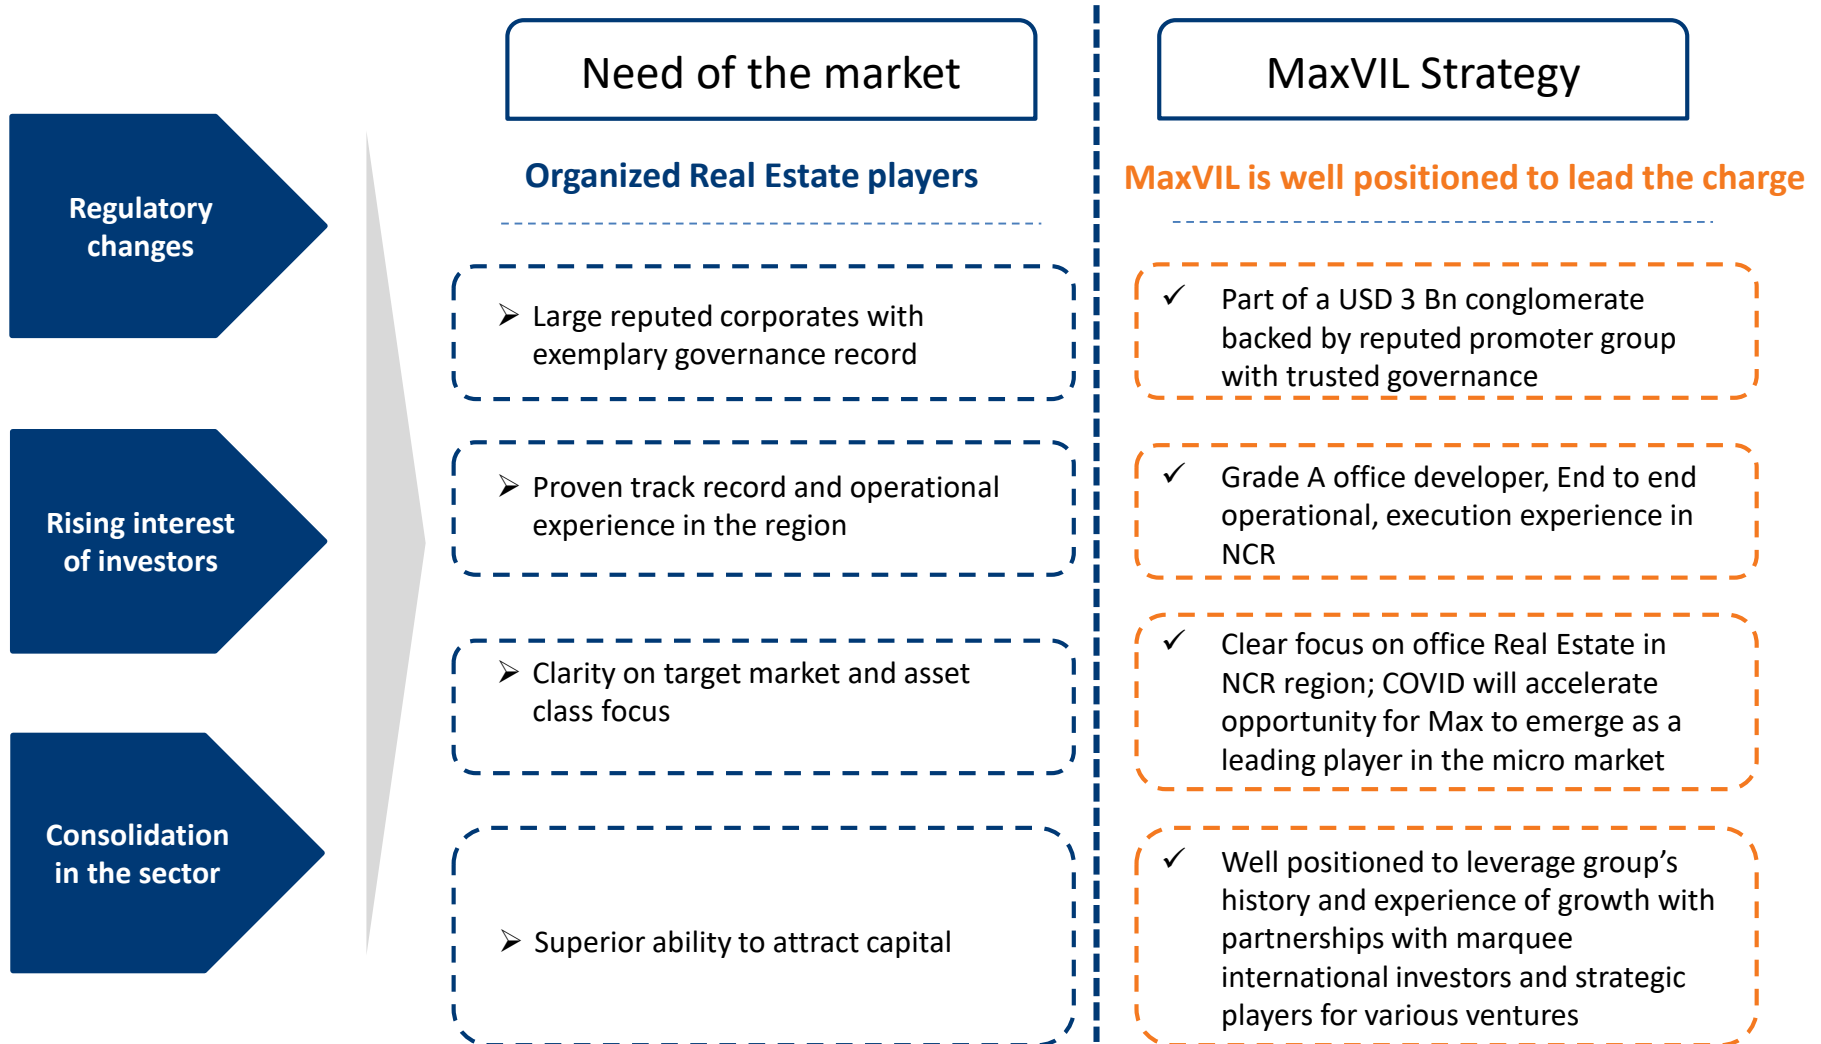 Regulatory
changes
Rising interest
of investors
Consolidation
in the sector
Need of the market
Organized Real Estate players
➢ Large reputed corporates with
exemplary governance record
➢ Proven track record and operational
experience in the region
➢ Clarity on target market and asset
class focus
➢ Superior ability to attract capital
MaxVIL Strategy
MaxVIL is well positioned to lead the charge
✓ Part of a USD 3 Bn conglomerate
backed by reputed promoter group
with trusted governance
✓ Grade A office developer, End to end
operational, execution experience in
NCR
✓ Clear focus on office Real Estate in
NCR region; COVID will accelerate
opportunity for Max to emerge as a
leading player in the micro market
✓ Well positioned to leverage group’s
history and experience of growth with
partnerships with marquee
international investors and strategic
players for various ventures